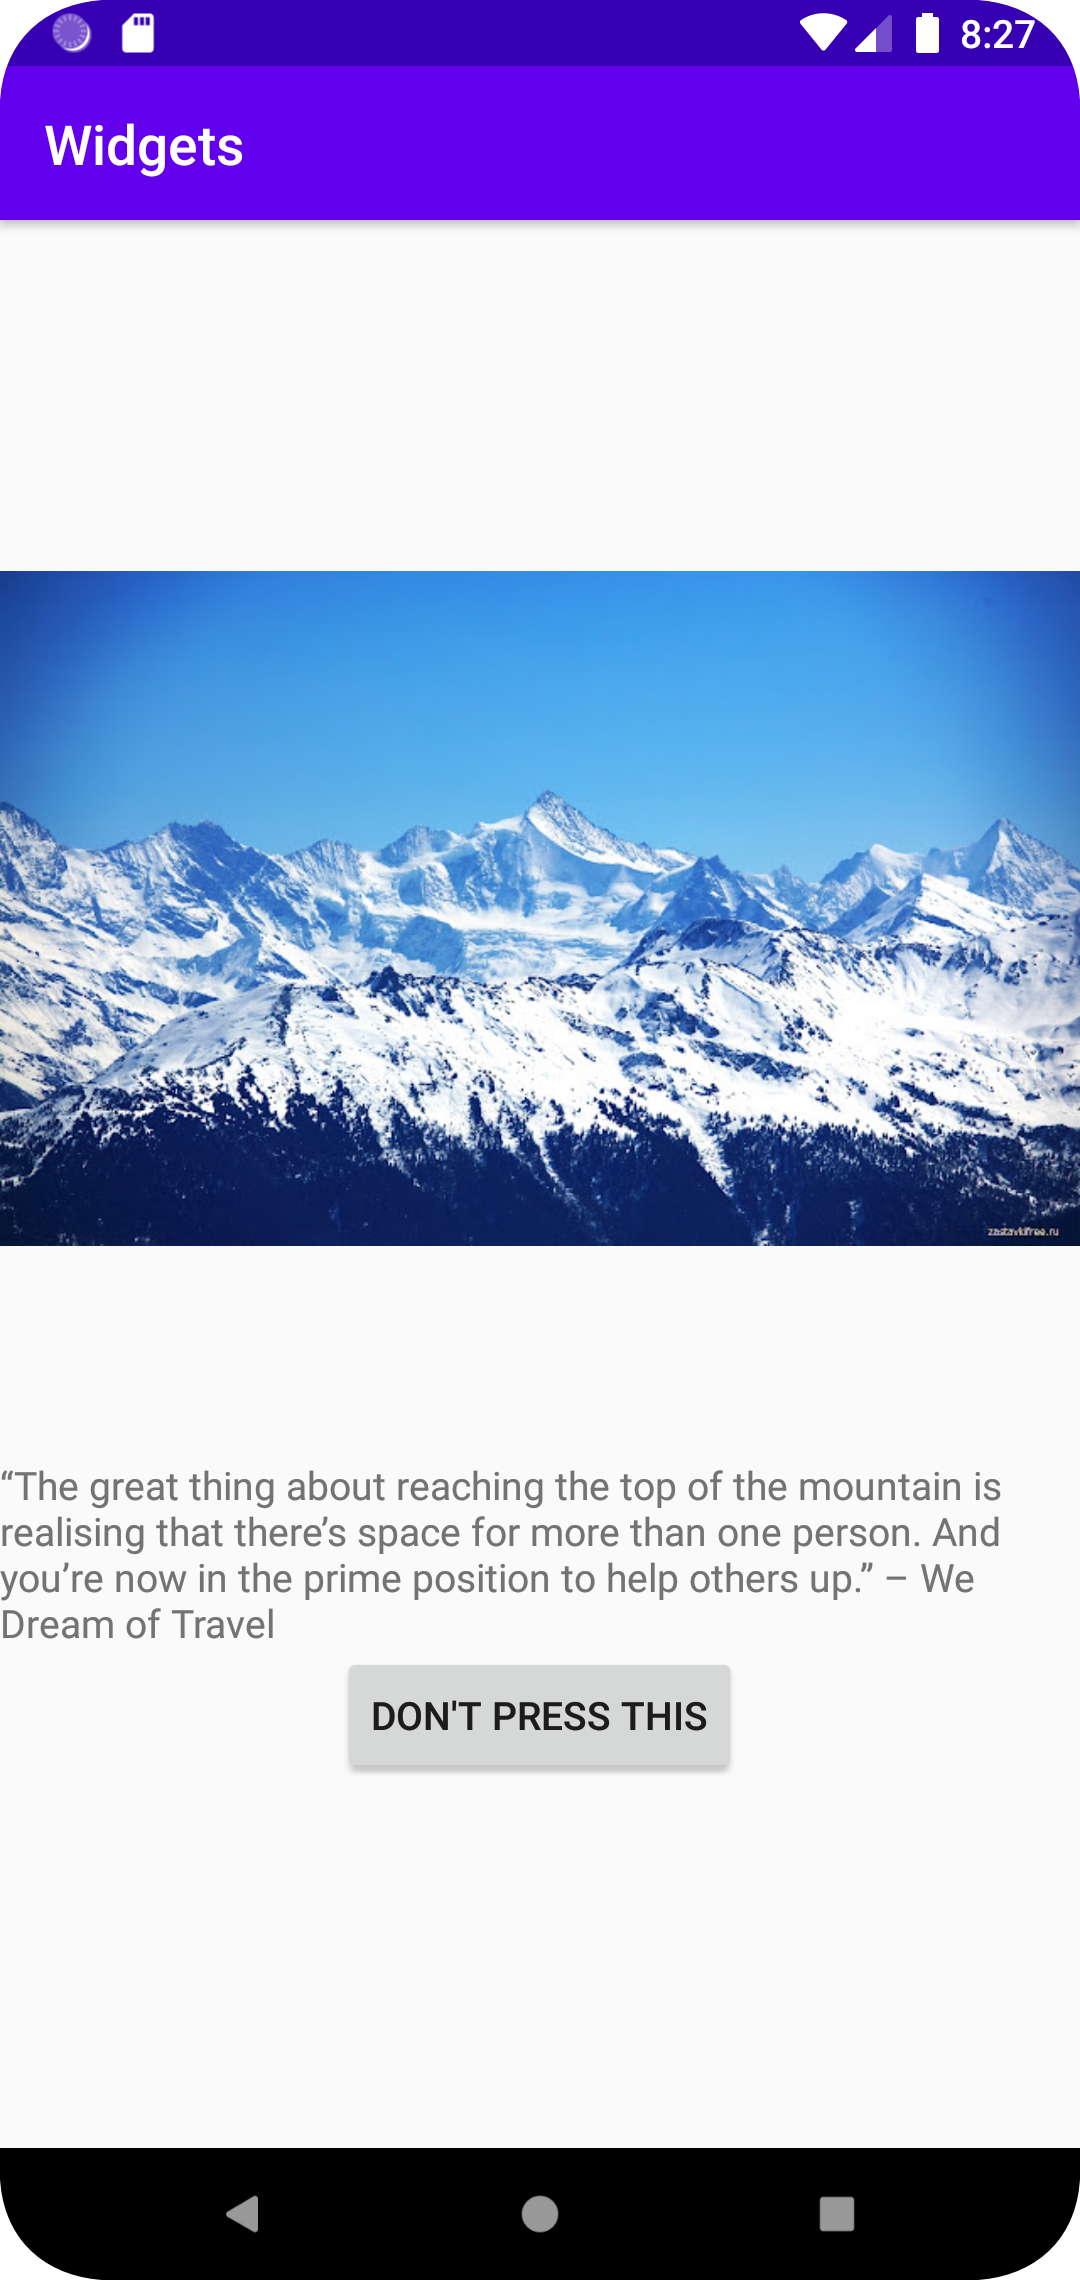 8:27
Widgets
zastavkifree.ru
“The great thing about reaching the top of the mountain is
realising that there’s space for more than one person. And
you’re now in the prime position to help others up.” – We
Dream of Travel
DON'T PRESS THIS